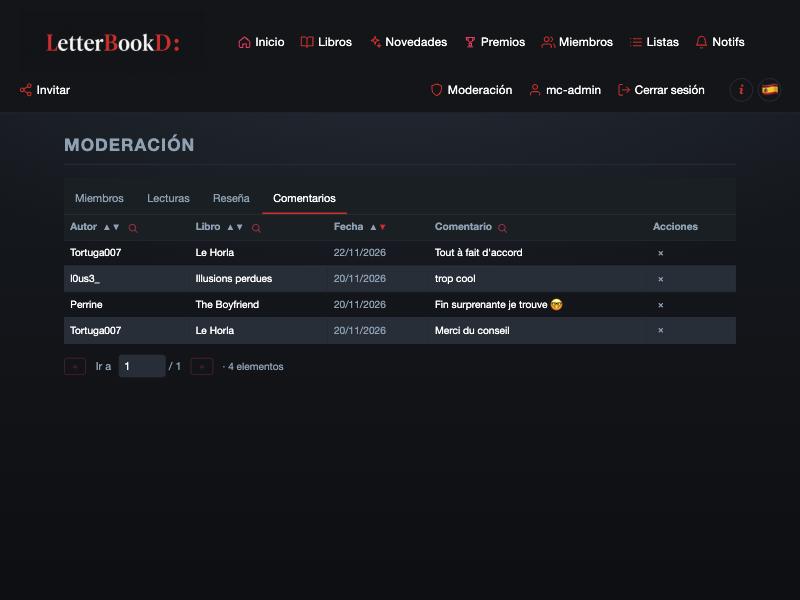 LetterBookD:
Inicio Libros Novedades Premios Miembros Listas Notifs
Invitar Moderación mc-admin Cerrar sesión i
MODERACIÓN
Miembros Lecturas Reseña Comentarios
Autor ▲▼ Libro ▲▼ Fecha ▲▼ Comentario Acciones
Tortuga007 Le Horla 22/11/2026 Tout à fait d'accord ×
l0us3_ Illusions perdues 20/11/2026 trop cool ×
Perrine The Boyfriend 20/11/2026 Fin surprenante je trouve 🤓 ×
Tortuga007 Le Horla 20/11/2026 Merci du conseil ×
« Ir a 1 / 1 » · 4 elementos